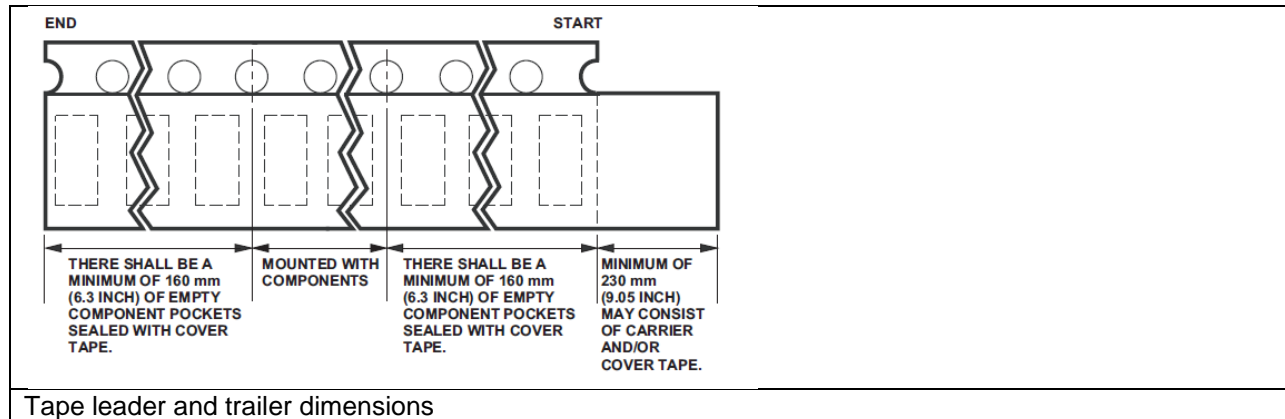 END
START
THERE SHALL BE A
MINIMUM OF 160 mm
(6.3 INCH) OF EMPTY
COMPONENT POCKETS
SEALED WITH COVER
TAPE.
MOUNTED WITH
COMPONENTS
THERE SHALL BE A
MINIMUM OF 160 mm
(6.3 INCH) OF EMPTY
COMPONENT POCKETS
SEALED WITH COVER
TAPE.
MINIMUM OF
230 mm
(9.05 INCH)
MAY CONSIST
OF CARRIER
AND/OR
COVER TAPE.
Tape leader and trailer dimensions